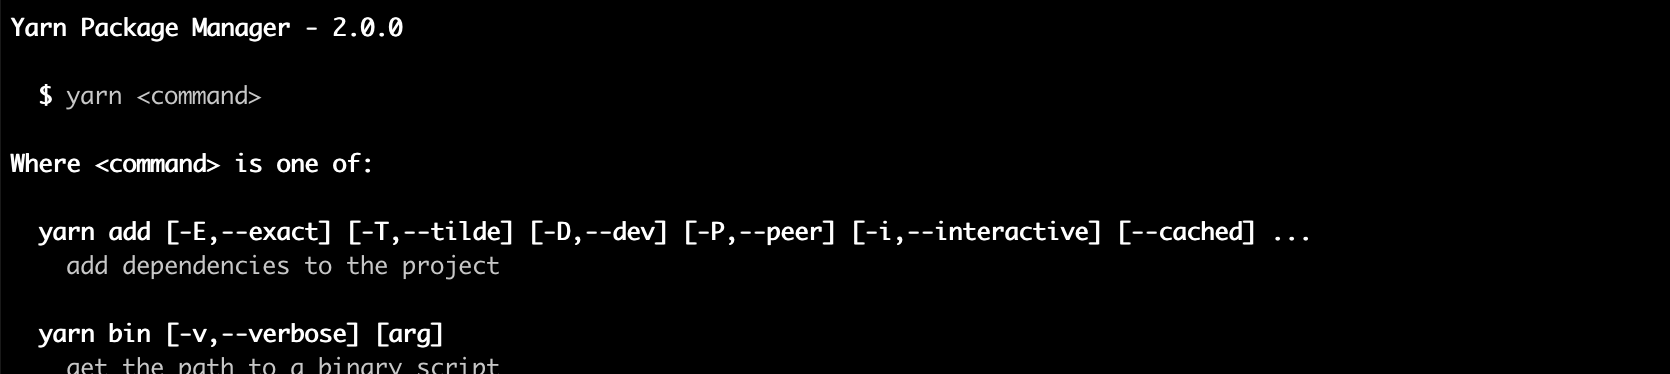 Yarn Package Manager - 2.0.0
$ yarn <command>
Where <command> is one of:
yarn add [-E,--exact] [-T,--tilde] [-D,--dev] [-P,--peer] [-i,--interactive] [--cached] ...
add dependencies to the project
yarn bin [-v,--verbose] [arg]
get the path to a binary script